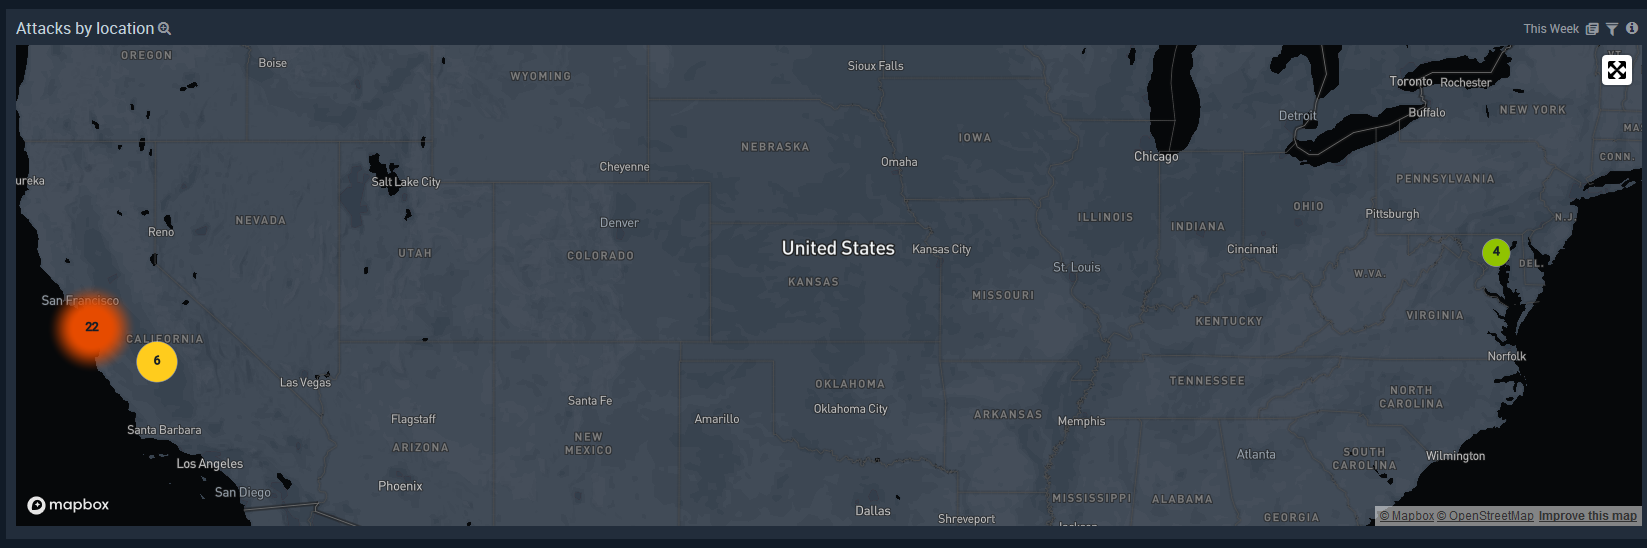 Attacks by location
This Week
OREGON
Boise
WYOMING
Sioux Falls
Toronto
Rochester
Detroit
Buffalo
NEW YORK
NEBRASKA
IOWA
Chicago
Omaha
Cheyenne
CONN.
Salt Lake City
PENNSYLVANIA
NEVADA
Reno
Denver
ILLINOIS
INDIANA
OHIO
Pittsburgh
N.J.
UTAH
COLORADO
United States
Kansas City
Cincinnati
4
DEL.
KANSAS
St. Louis
W.VA.
MISSOURI
San Francisco
22
CALIFORNIA
6
KENTUCKY
VIRGINIA
Norfolk
Las Vegas
OKLAHOMA
TENNESSEE
Santa Fe
Oklahoma City
NORTH
CAROLINA
Flagstaff
Amarillo
ARKANSAS
Memphis
Santa Barbara
ARIZONA
NEW
MEXICO
Atlanta
SOUTH
CAROLINA
Wilmington
Los Angeles
San Diego
Phoenix
MISSISSIPPI
ALABAMA
mapbox
Dallas
Shreveport
GEORGIA
© Mapbox © OpenStreetMap Improve this map